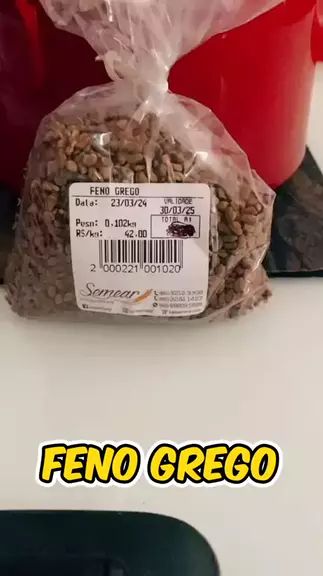 FENO GREGO
Data: 23/03/24 VALIDADE
30/03/25
Peso: 0.102kg TOTAL R$
R$/kg: 42.00
2 000221 001020
Semear
FENO GREGO